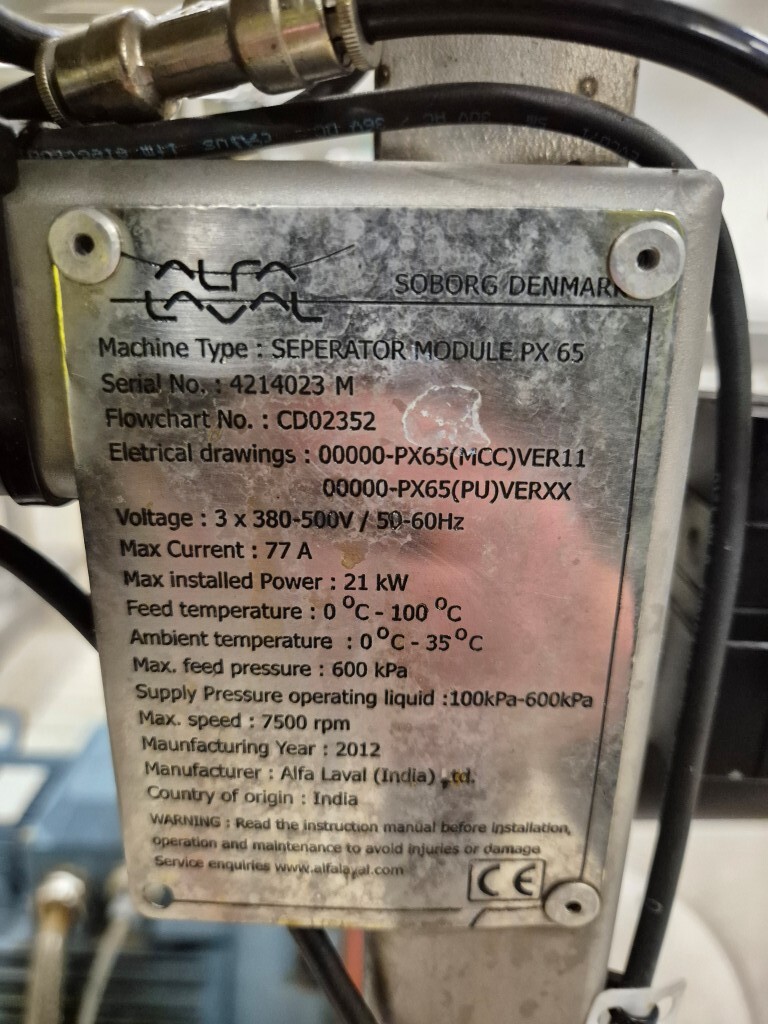 ALFA LAVAL
SOBORG DENMARK
Machine Type : SEPERATOR MODULE PX 65
Serial No. : 4214023 M
Flowchart No. : CD02352
Eletrical drawings : 00000-PX65(MCC)VER11
00000-PX65(PU)VERXX
Voltage : 3 x 380-500V / 50-60Hz
Max Current : 77 A
Max installed Power : 21 kW
Feed temperature : 0 °C - 100 °C
Ambient temperature : 0 °C - 35 °C
Max. feed pressure : 600 kPa
Supply Pressure operating liquid :100kPa-600kPa
Max. speed : 7500 rpm
Maunfacturing Year : 2012
Manufacturer : Alfa Laval (India) Ltd.
Country of origin : India
WARNING : Read the instruction manual before installation,
operation and maintenance to avoid injuries or damage
Service enquiries www.alfalaval.com
CE